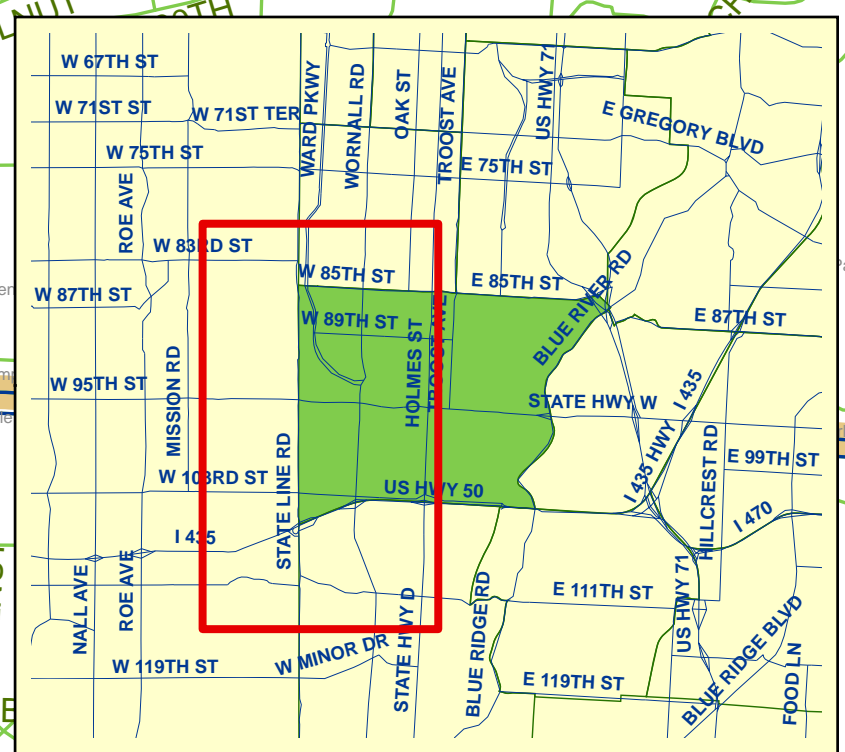 W 67TH ST
W 71ST ST
W 71ST TER
W 75TH ST
ROE AVE
WARD PKWY
WORNALL RD
OAK ST
TROOST AVE
US HWY 71
E GREGORY BLVD
E 75TH ST
W 83RD ST
W 87TH ST
W 85TH ST
E 85TH ST
BLUE RIVER RD
E 87TH ST
W 89TH ST
HOLMES ST
TROOST AVE
MISSION RD
W 95TH ST
STATE HWY W
I 435
I 435 HWY
HILLCREST RD
E 99TH ST
W 103RD ST
STATE LINE RD
US HWY 50
I 470
I 435
NALL AVE
ROE AVE
STATE HWY D
BLUE RIDGE RD
E 111TH ST
US HWY 71
BLUE RIDGE BLVD
W 119TH ST
W MINOR DR
E 119TH ST
FOOD LN